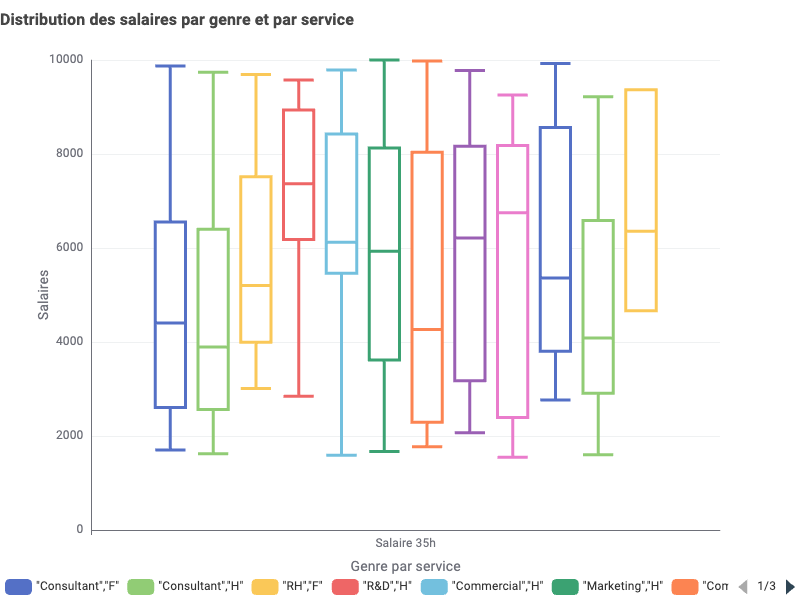 Distribution des salaires par genre et par service
10000
8000
6000
4000
2000
0
Salaires
Salaire 35h
Genre par service
"Consultant","F" "Consultant","H" "RH","F" "R&D","H" "Commercial","H" "Marketing","H" "Com 1/3